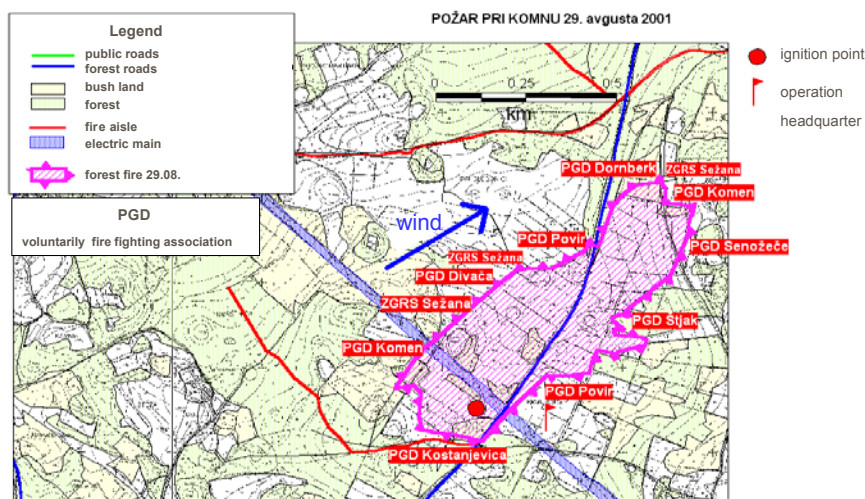 POŽAR PRI KOMNU 29. avgusta 2001
Legend
public roads
forest roads
bush land
forest
fire aisle
electric main
forest fire 29.08.
PGD
voluntarily fire fighting association
ignition point
operation
headquarter
0 0.25 0.5
km
wind
PGD Dornberk
ZGRS Sežana
PGD Komen
PGD Povir
PGD Senožeče
ZGRS Sežana
PGD Divača
ZGRS Sežana
PGD Štjak
PGD Komen
PGD Povir
PGD Kostanjevica